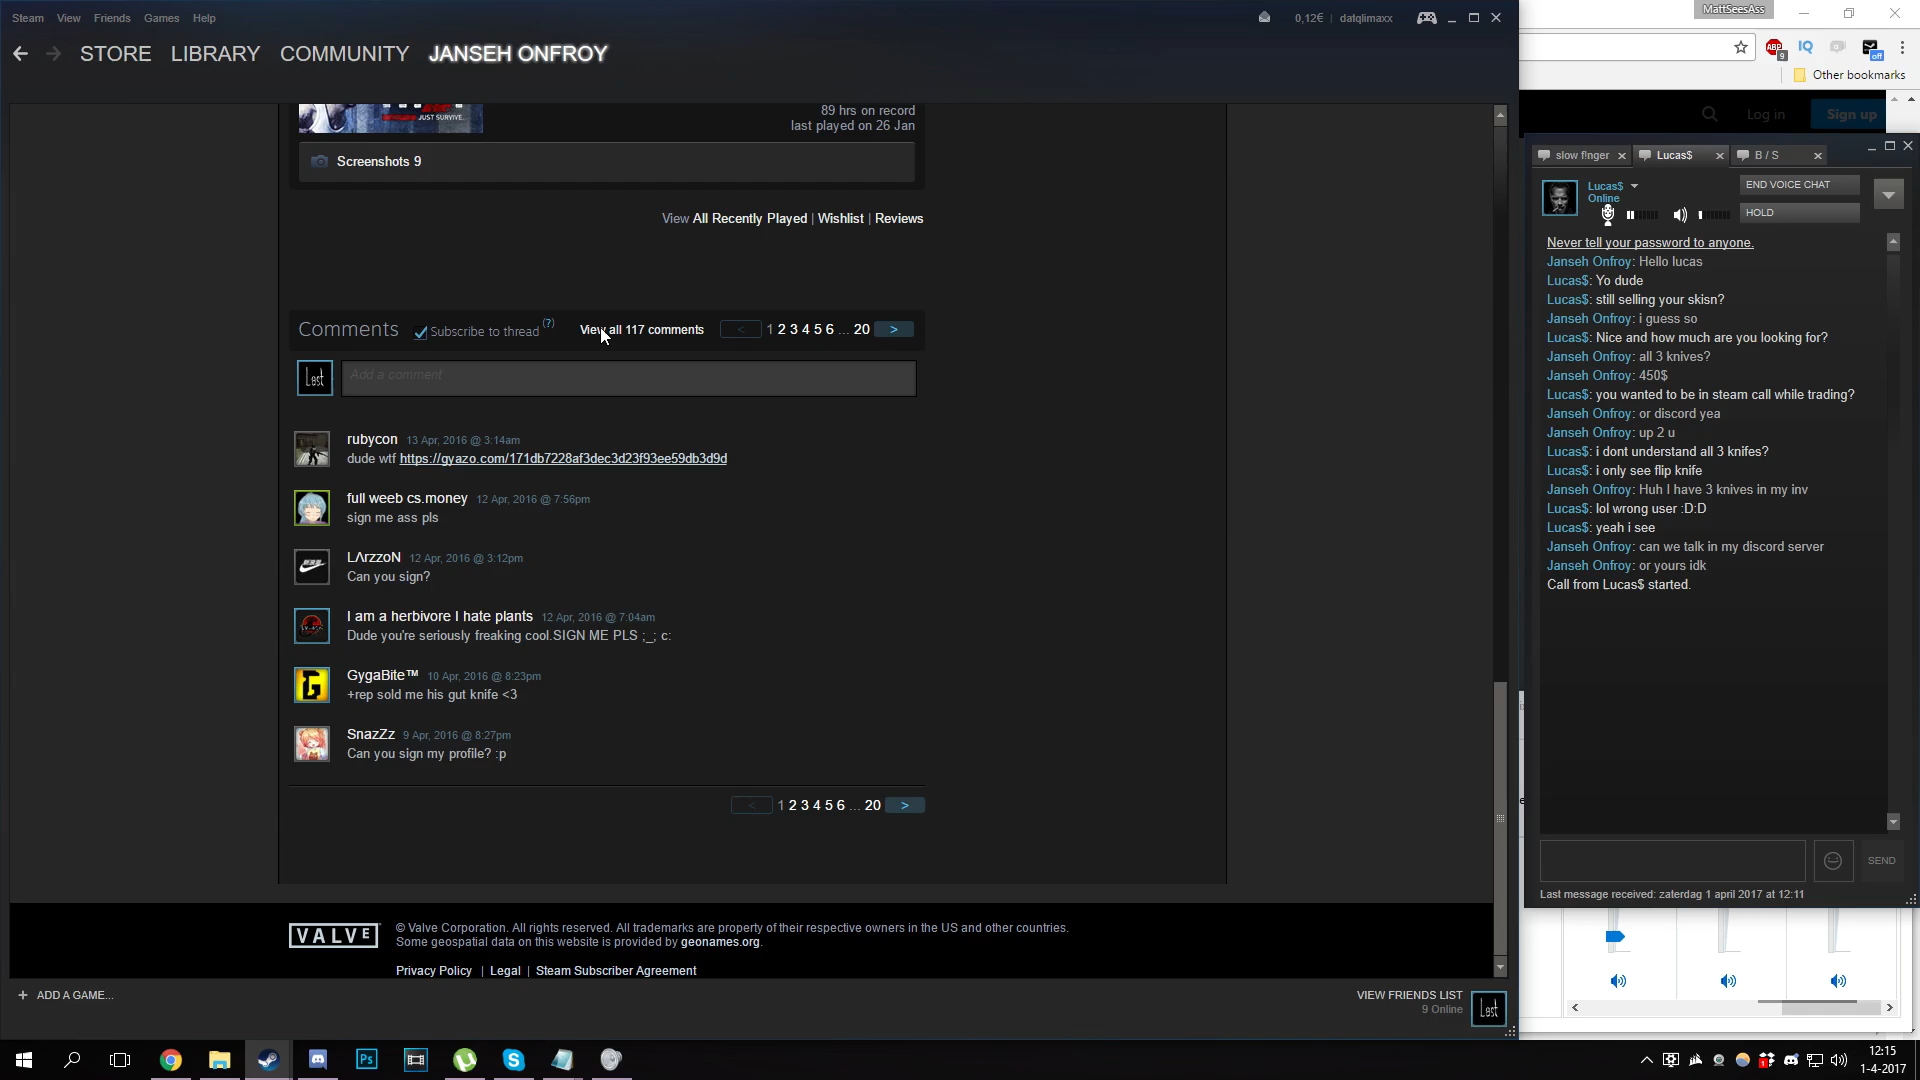 Steam View Friends Games Help
0,12€ | dalqlimaxx
STORE LIBRARY COMMUNITY JANSEH ONFROY
JUST SURVIVE.
89 hrs on record
last played on 26 Jan
Screenshots 9
View All Recently Played | Wishlist | Reviews
Comments Subscribe to thread (?) View all 117 comments < 1 2 3 4 5 6 ... 20 >
Lest Add a comment
rubycon 13 Apr, 2016 @ 3:14am
dude wtf https://gyazo.com/171db7228af3dec3d23f93ee59db3d9d
full weeb cs.money 12 Apr, 2016 @ 7:56pm
sign me ass pls
LΛrzzoN 12 Apr, 2016 @ 3:12pm
Can you sign?
I am a herbivore I hate plants 12 Apr, 2016 @ 7:04am
Dude you're seriously freaking cool.SIGN ME PLS ;_; c:
GygaBite™ 10 Apr, 2016 @ 8:23pm
+rep sold me his gut knife <3
SnazZz 9 Apr, 2016 @ 8:27pm
Can you sign my profile? :p
< 1 2 3 4 5 6 ... 20 >
VALVE
© Valve Corporation. All rights reserved. All trademarks are property of their respective owners in the US and other countries.
Some geospatial data on this website is provided by geonames.org.
Privacy Policy | Legal | Steam Subscriber Agreement
+ ADD A GAME...
VIEW FRIENDS LIST
9 Online
Lest
MattSeesAss
ABP 9 IQ off
Other bookmarks
Log in Sign up
slow f!nger Lucas$ B / S
Lucas$
Online
END VOICE CHAT
HOLD
Never tell your password to anyone.
Janseh Onfroy: Hello lucas
Lucas$: Yo dude
Lucas$: still selling your skisn?
Janseh Onfroy: i guess so
Lucas$: Nice and how much are you looking for?
Janseh Onfroy: all 3 knives?
Janseh Onfroy: 450$
Lucas$: you wanted to be in steam call while trading?
Janseh Onfroy: or discord yea
Janseh Onfroy: up 2 u
Lucas$: i dont understand all 3 knifes?
Lucas$: i only see flip knife
Janseh Onfroy: Huh I have 3 knives in my inv
Lucas$: lol wrong user :D:D
Lucas$: yeah i see
Janseh Onfroy: can we talk in my discord server
Janseh Onfroy: or yours idk
Call from Lucas$ started.
SEND
Last message received: zaterdag 1 april 2017 at 12:11
Ps
12:15
1-4-2017